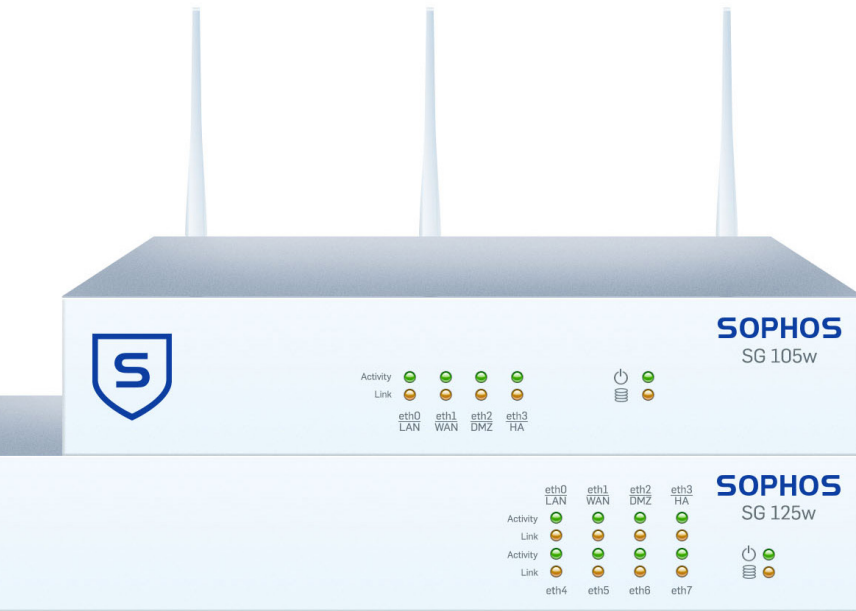 SOPHOS
SG 105w
S
Activity
Link
eth0 eth1 eth2 eth3
LAN WAN DMZ HA
SOPHOS
SG 125w
eth0 eth1 eth2 eth3
LAN WAN DMZ HA
Activity
Link
Activity
Link
eth4 eth5 eth6 eth7